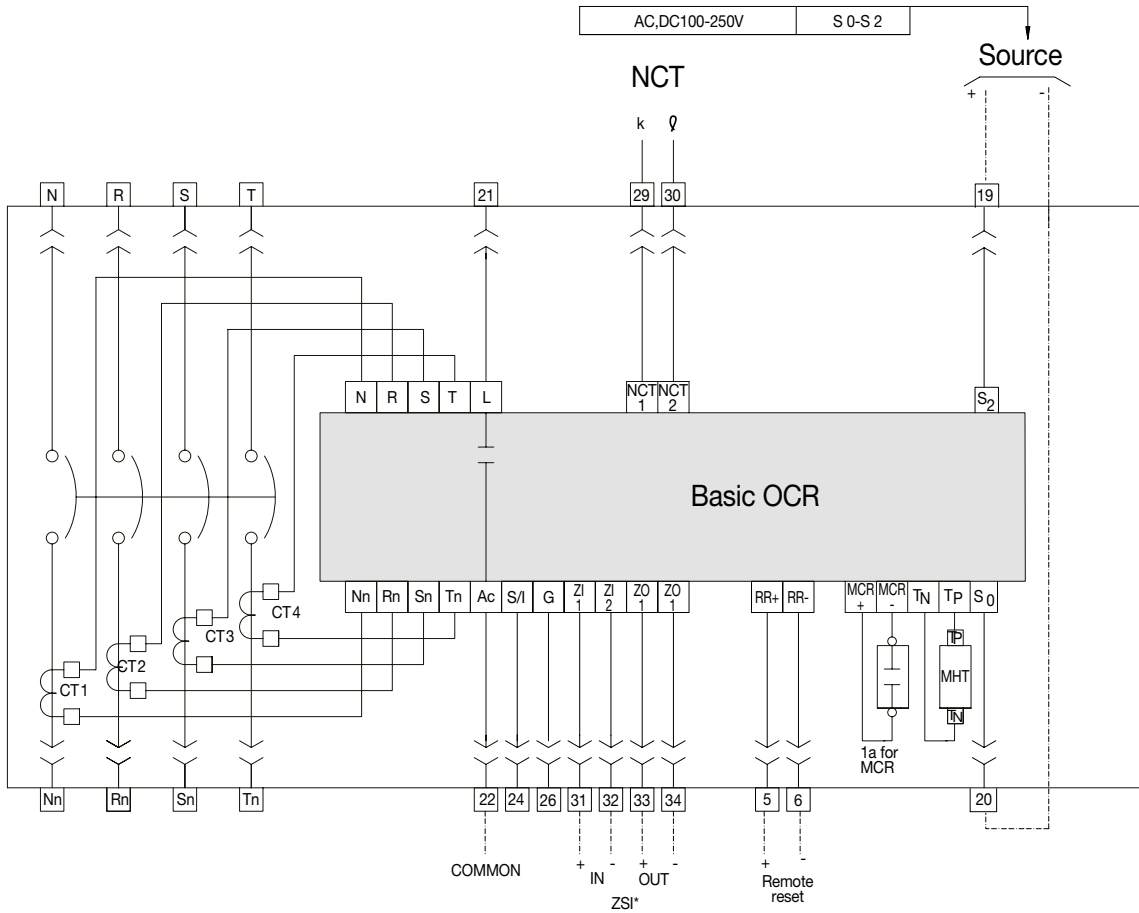 AC,DC100-250V S 0-S 2
Source
+ -
NCT
k ℓ
N R S T 21 29 30 19
N R S T L NCT 1 NCT 2 S2
Basic OCR
Nn Rn Sn Tn Ac S/I G ZI 1 ZI 2 ZO 1 ZO 1 RR+ RR- MCR + MCR - TN TP S0
CT4
CT3
CT2
CT1
TP
MHT
TN
1a for
MCR
Nn Rn Sn Tn 22 24 26 31 32 33 34 5 6 20
+ - + - + -
COMMON IN OUT Remote
reset
ZSI*